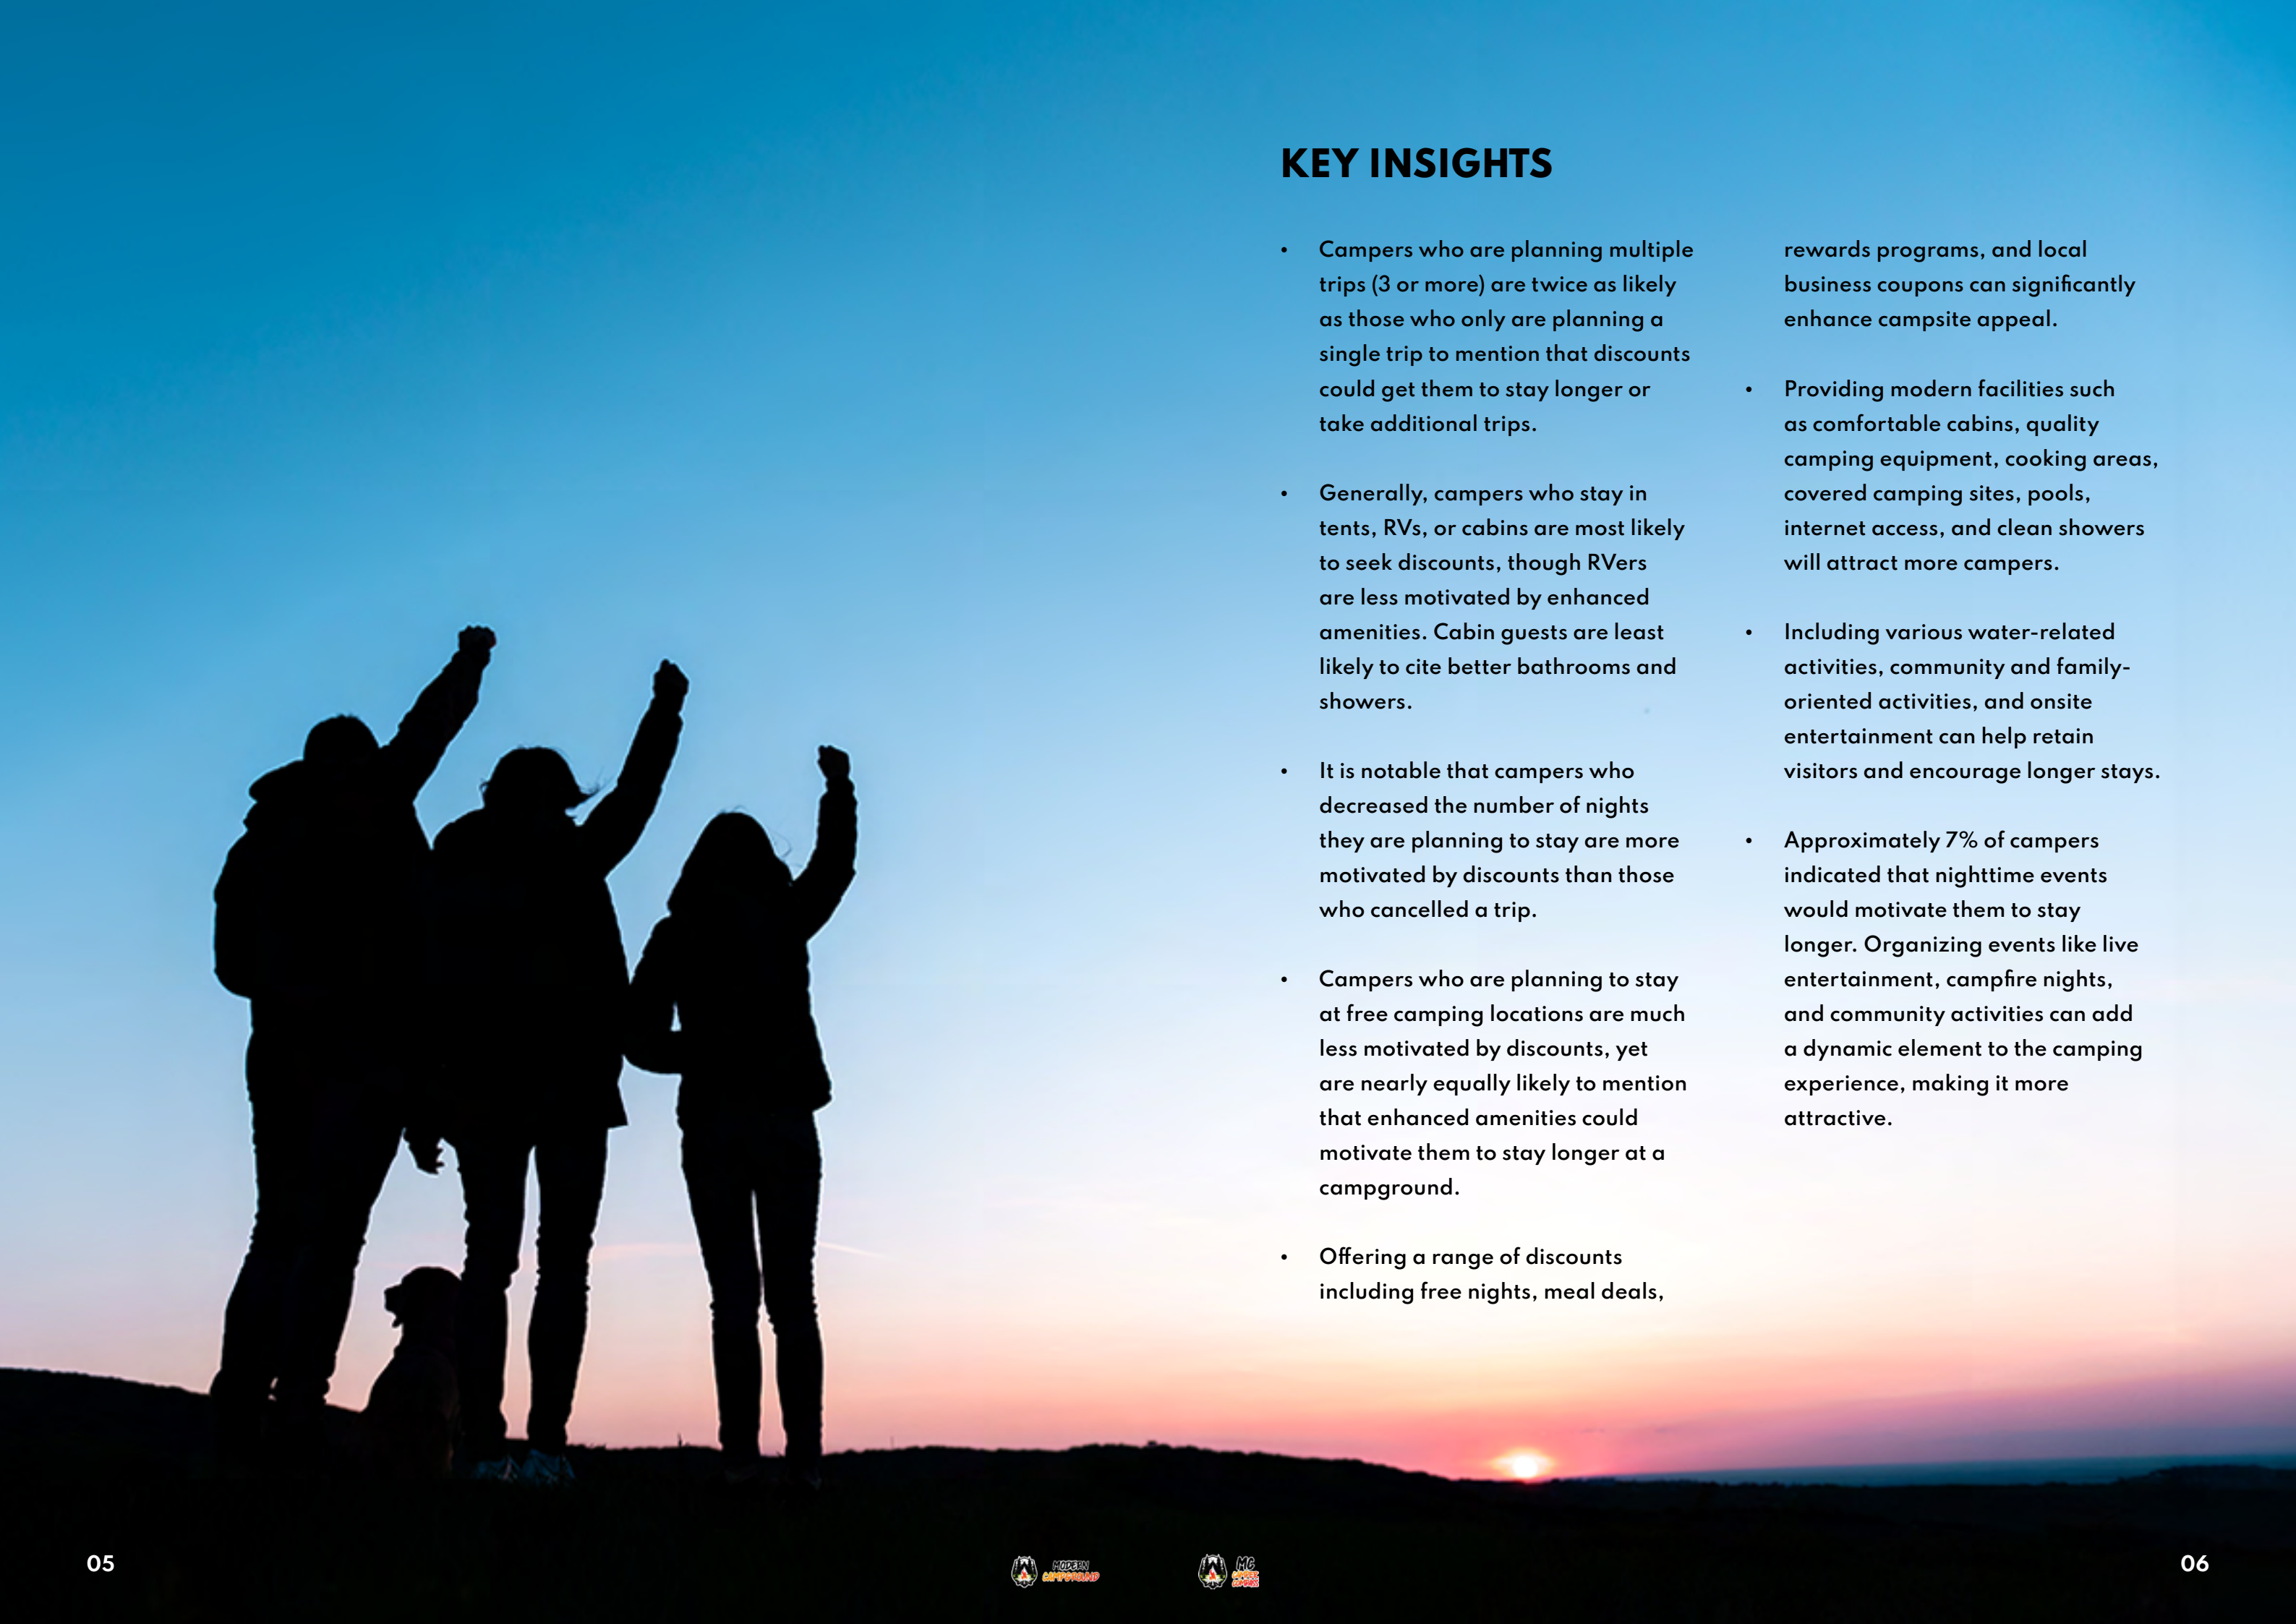 KEY INSIGHTS
• Campers who are planning multiple
trips (3 or more) are twice as likely
as those who only are planning a
single trip to mention that discounts
could get them to stay longer or
take additional trips.
• Generally, campers who stay in
tents, RVs, or cabins are most likely
to seek discounts, though RVers
are less motivated by enhanced
amenities. Cabin guests are least
likely to cite better bathrooms and
showers.
• It is notable that campers who
decreased the number of nights
they are planning to stay are more
motivated by discounts than those
who cancelled a trip.
• Campers who are planning to stay
at free camping locations are much
less motivated by discounts, yet
are nearly equally likely to mention
that enhanced amenities could
motivate them to stay longer at a
campground.
• Offering a range of discounts
including free nights, meal deals,
rewards programs, and local
business coupons can significantly
enhance campsite appeal.
• Providing modern facilities such
as comfortable cabins, quality
camping equipment, cooking areas,
covered camping sites, pools,
internet access, and clean showers
will attract more campers.
• Including various water-related
activities, community and family-
oriented activities, and onsite
entertainment can help retain
visitors and encourage longer stays.
• Approximately 7% of campers
indicated that nighttime events
would motivate them to stay
longer. Organizing events like live
entertainment, campfire nights,
and community activities can add
a dynamic element to the camping
experience, making it more
attractive.
05
MODERN
CAMPGROUND
MC
06